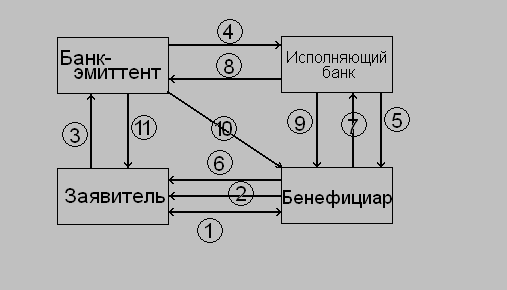 4
Банк-
эмиттент
Исполняющий
банк
8
3
11
10
9
7
5
6
Заявитель
2
Бенефициар
1